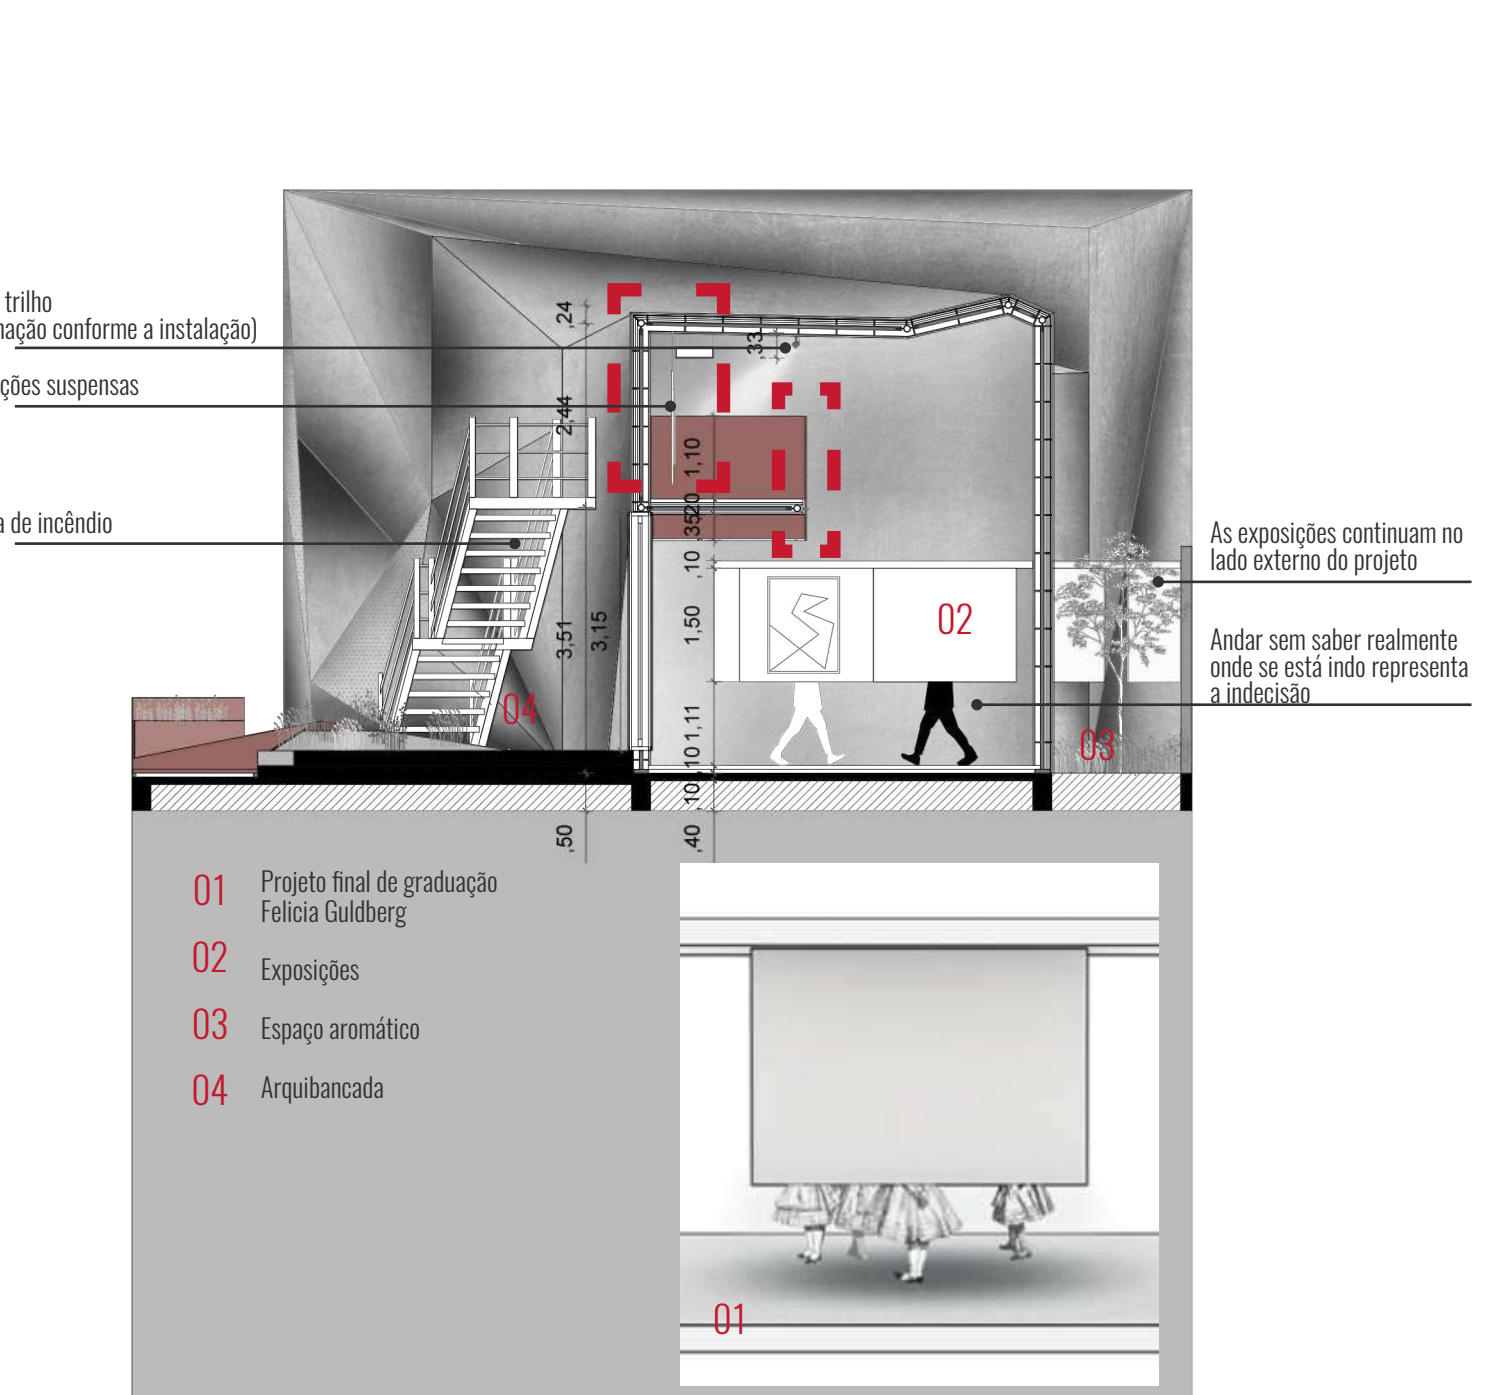 trilho
nação conforme a instalação)
ções suspensas
a de incêndio
,24
2,44
,33
1,10
,20
,35
,10
1,50
3,51
3,15
1,11
,10
,10
,50
,40
02
04
03
As exposições continuam no
lado externo do projeto
Andar sem saber realmente
onde se está indo representa
a indecisão
01 Projeto final de graduação
Felicia Guldberg
02 Exposições
03 Espaço aromático
04 Arquibancada
01